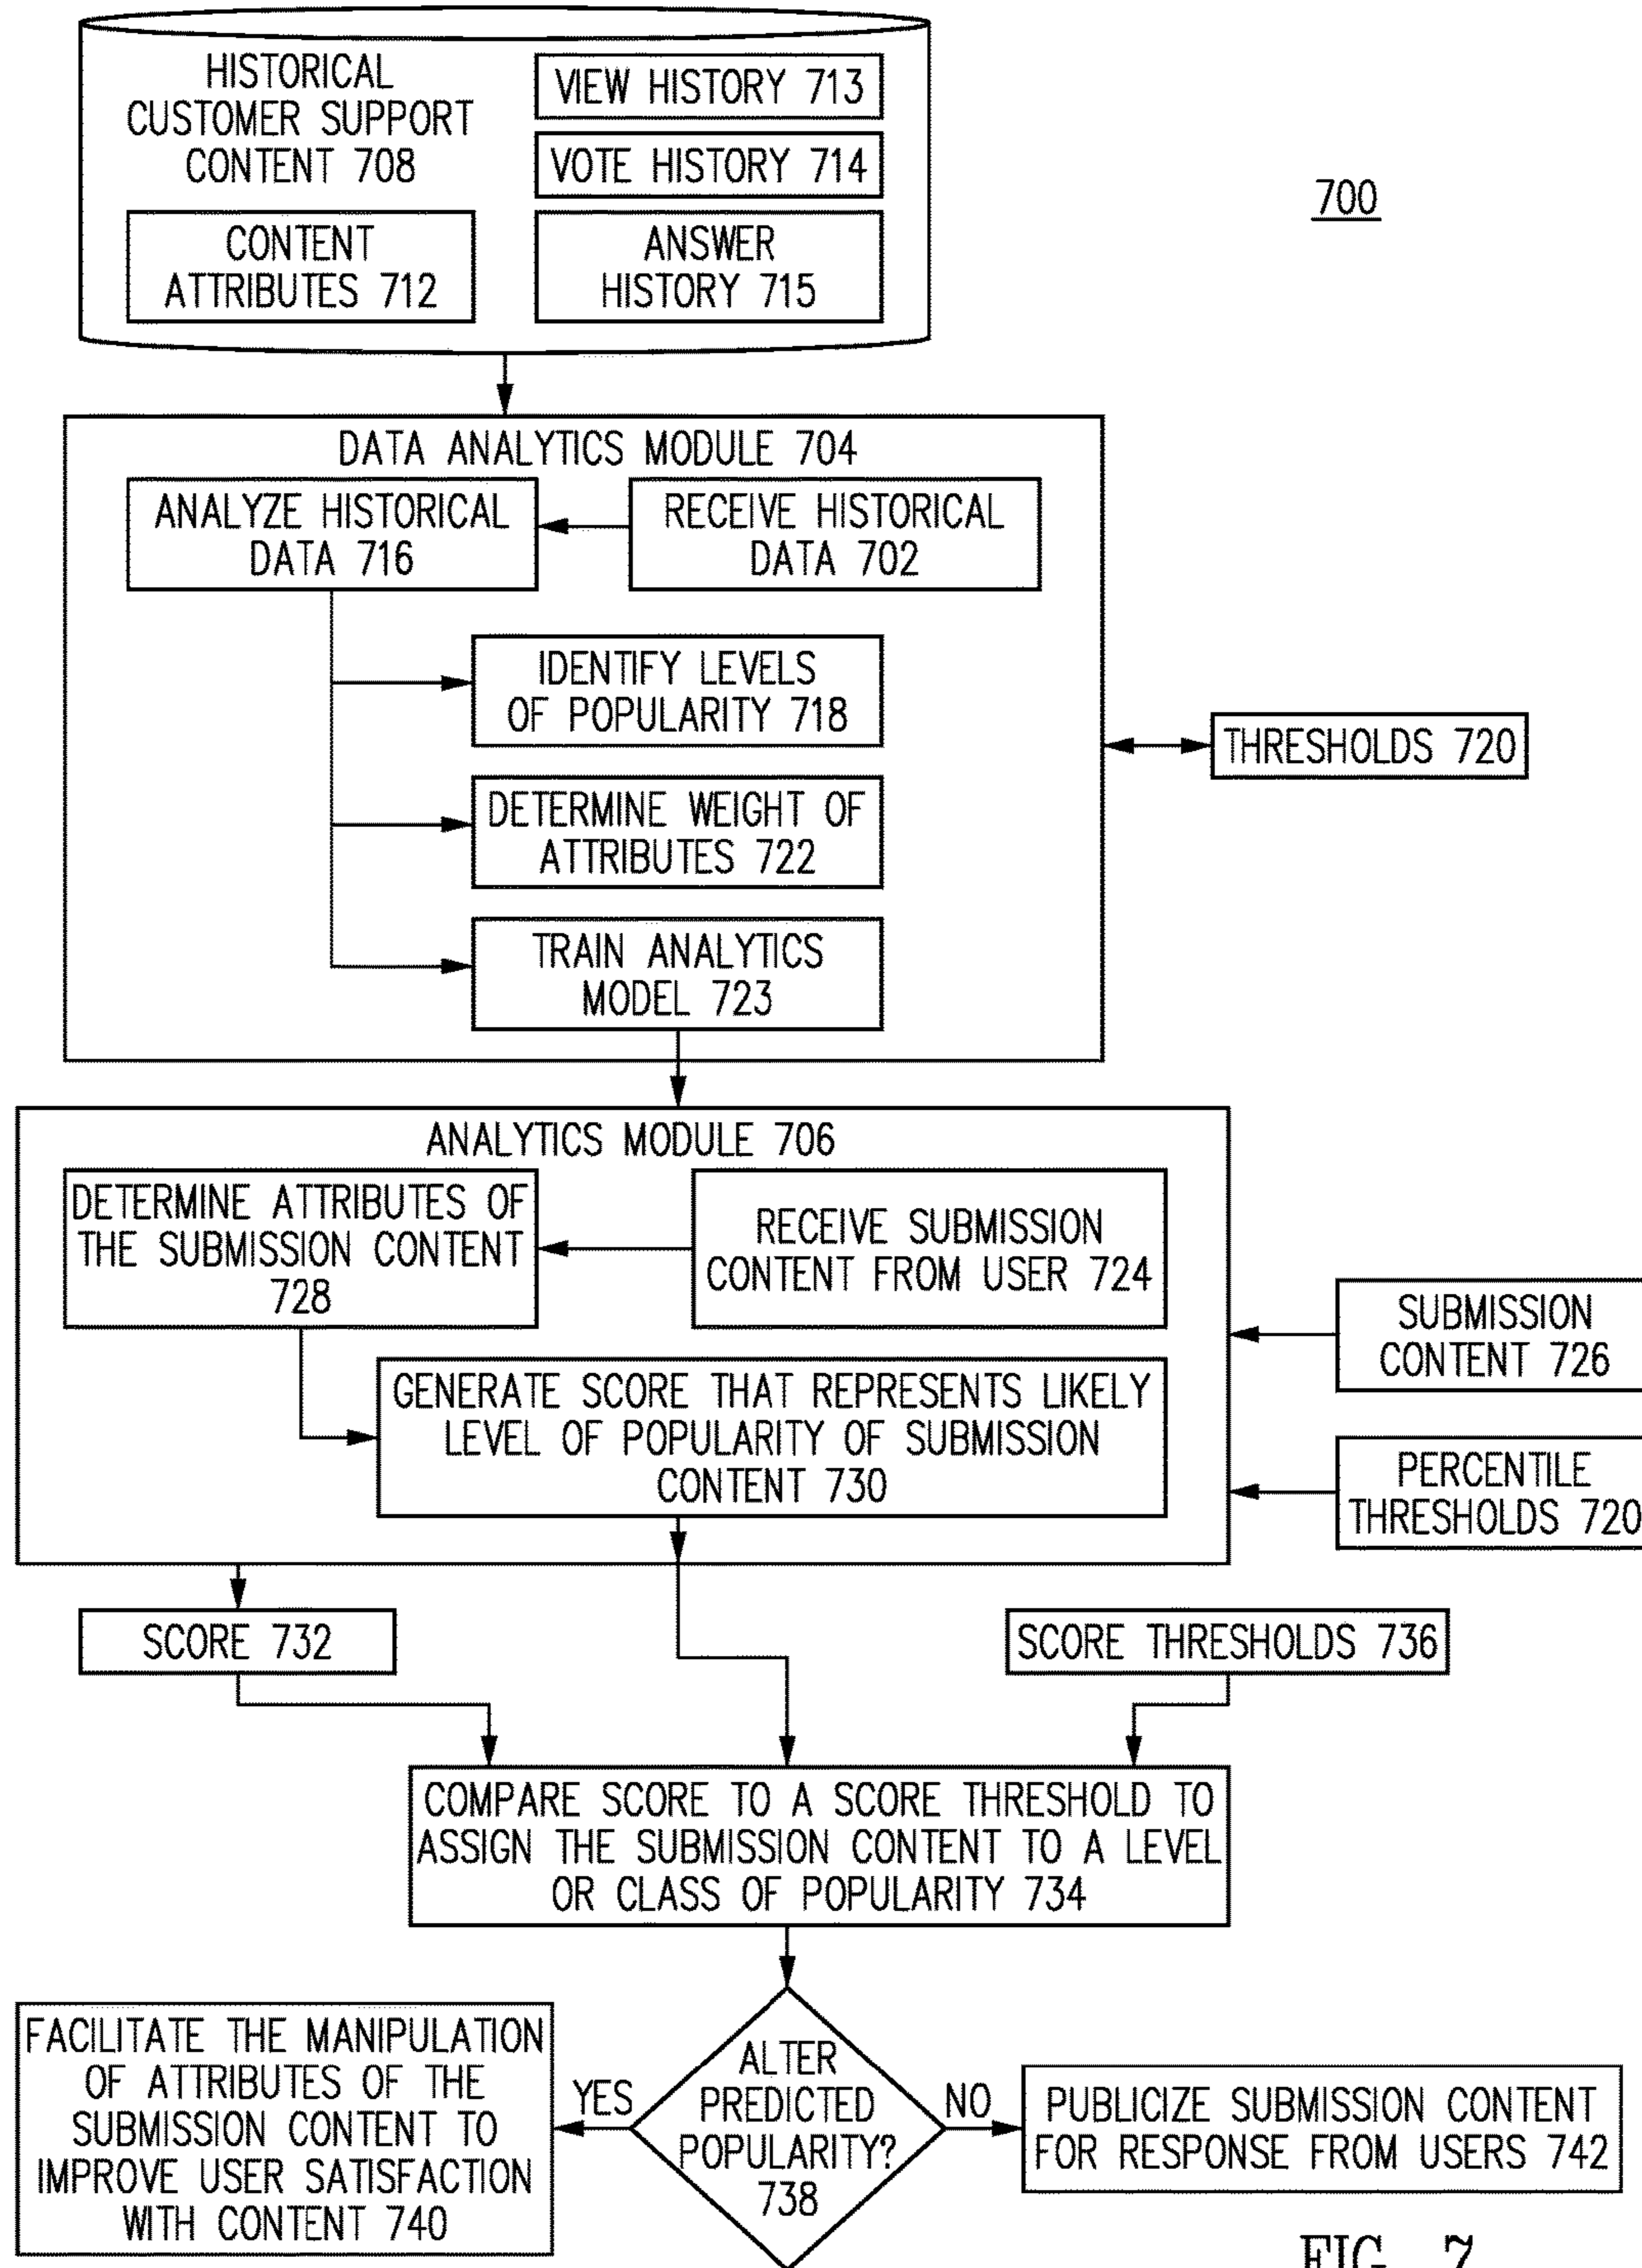 HISTORICAL
CUSTOMER SUPPORT
CONTENT 708
VIEW HISTORY 713
VOTE HISTORY 714
CONTENT
ATTRIBUTES 712
ANSWER
HISTORY 715
700
DATA ANALYTICS MODULE 704
ANALYZE HISTORICAL
DATA 716
RECEIVE HISTORICAL
DATA 702
IDENTIFY LEVELS
OF POPULARITY 718
THRESHOLDS 720
DETERMINE WEIGHT OF
ATTRIBUTES 722
TRAIN ANALYTICS
MODEL 723
ANALYTICS MODULE 706
DETERMINE ATTRIBUTES OF
THE SUBMISSION CONTENT
728
RECEIVE SUBMISSION
CONTENT FROM USER 724
SUBMISSION
CONTENT 726
GENERATE SCORE THAT REPRESENTS LIKELY
LEVEL OF POPULARITY OF SUBMISSION
CONTENT 730
PERCENTILE
THRESHOLDS 720
SCORE 732
SCORE THRESHOLDS 736
COMPARE SCORE TO A SCORE THRESHOLD TO
ASSIGN THE SUBMISSION CONTENT TO A LEVEL
OR CLASS OF POPULARITY 734
FACILITATE THE MANIPULATION
OF ATTRIBUTES OF THE
SUBMISSION CONTENT TO
IMPROVE USER SATISFACTION
WITH CONTENT 740
YES
ALTER
PREDICTED
POPULARITY?
738
NO
PUBLICIZE SUBMISSION CONTENT
FOR RESPONSE FROM USERS 742
FIG. 7